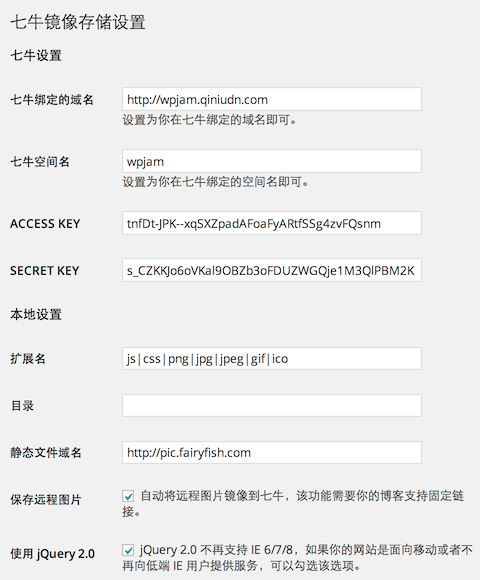 七牛镜像存储设置
七牛设置
七牛绑定的域名 http://wpjam.qiniudn.com
设置为你在七牛绑定的域名即可。
七牛空间名 wpjam
设置为你在七牛绑定的空间名即可。
ACCESS KEY tnfDt-JPK--xqSXZpadAFoaFyARtfSSg4zvFQsnm
SECRET KEY s_CZKKJo6oVKal9OBZb3oFDUZWGQje1M3QlPBM2K
本地设置
扩展名 js|css|png|jpg|jpeg|gif|ico
目录
静态文件域名 http://pic.fairyfish.com
保存远程图片 自动将远程图片镜像到七牛，该功能需要你的博客支持固定链
接。
使用 jQuery 2.0 jQuery 2.0 不再支持 IE 6/7/8，如果你的网站是面向移动或者不
再向低端 IE 用户提供服务，可以勾选该选项。